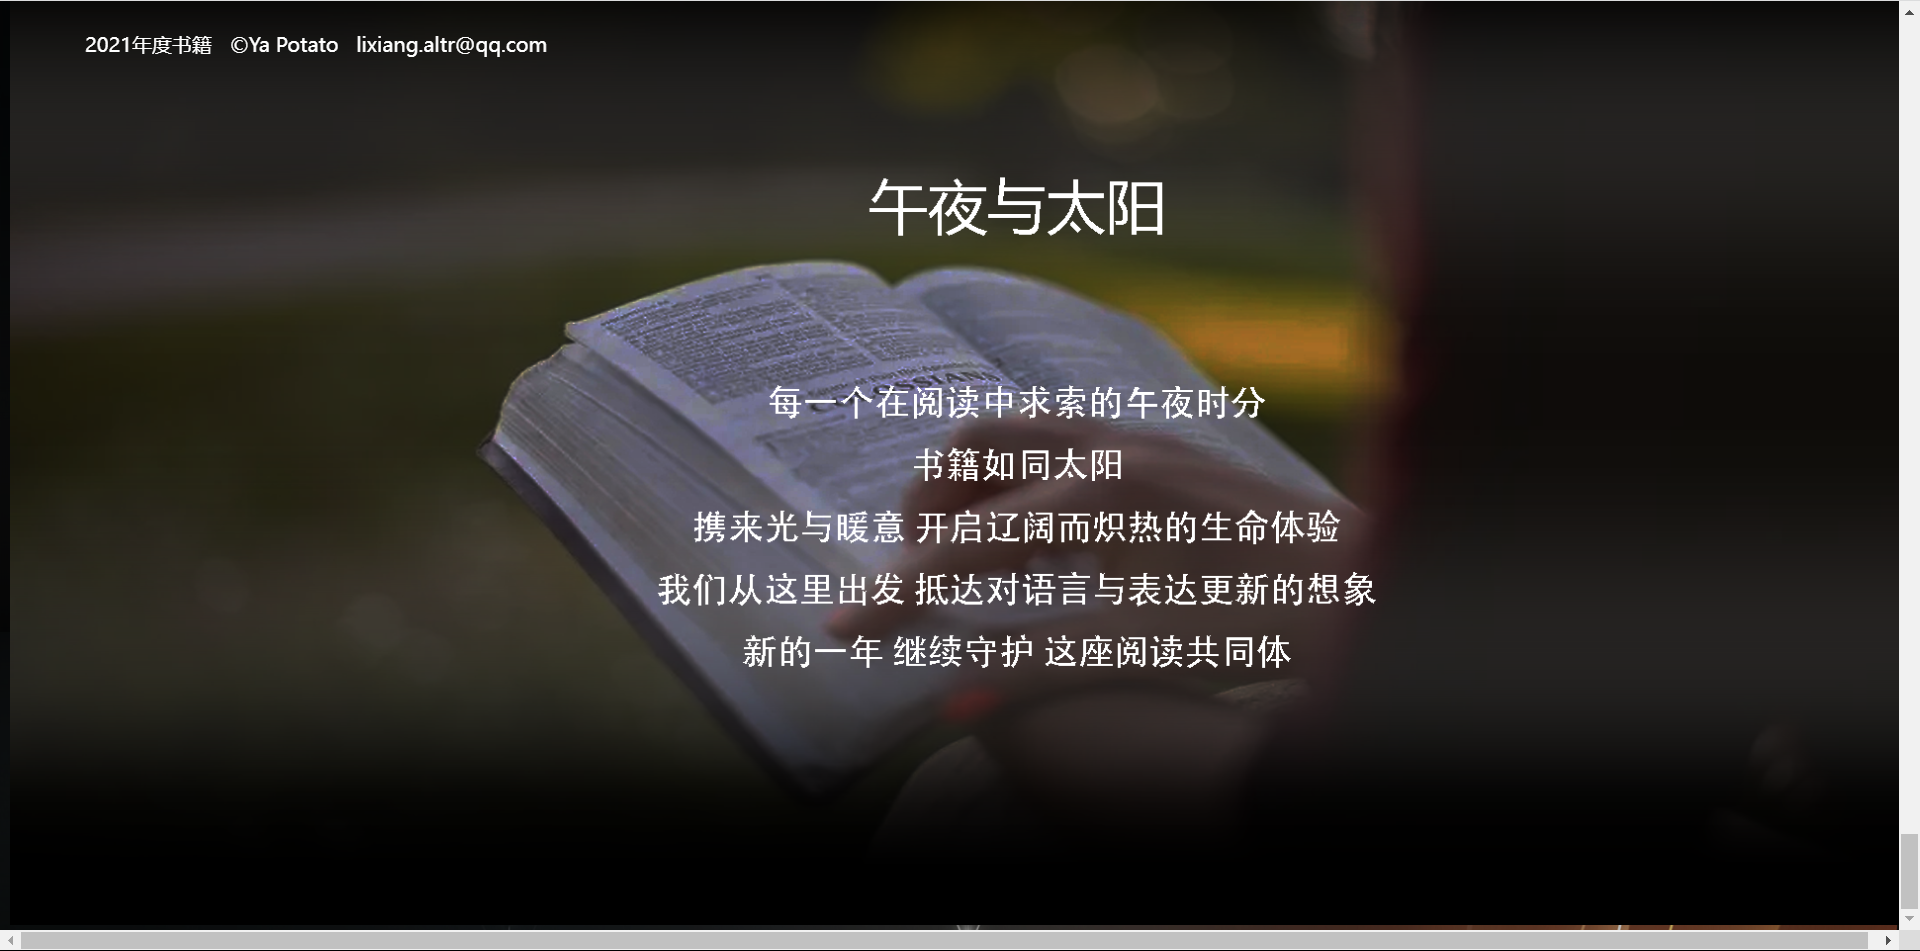 2021年度书籍 ©Ya Potato lixiang.altr@qq.com
午夜与太阳
每一个在阅读中求索的午夜时分
书籍如同太阳
携来光与暖意 开启辽阔而炽热的生命体验
我们从这里出发 抵达对语言与表达更新的想象
新的一年 继续守护 这座阅读共同体